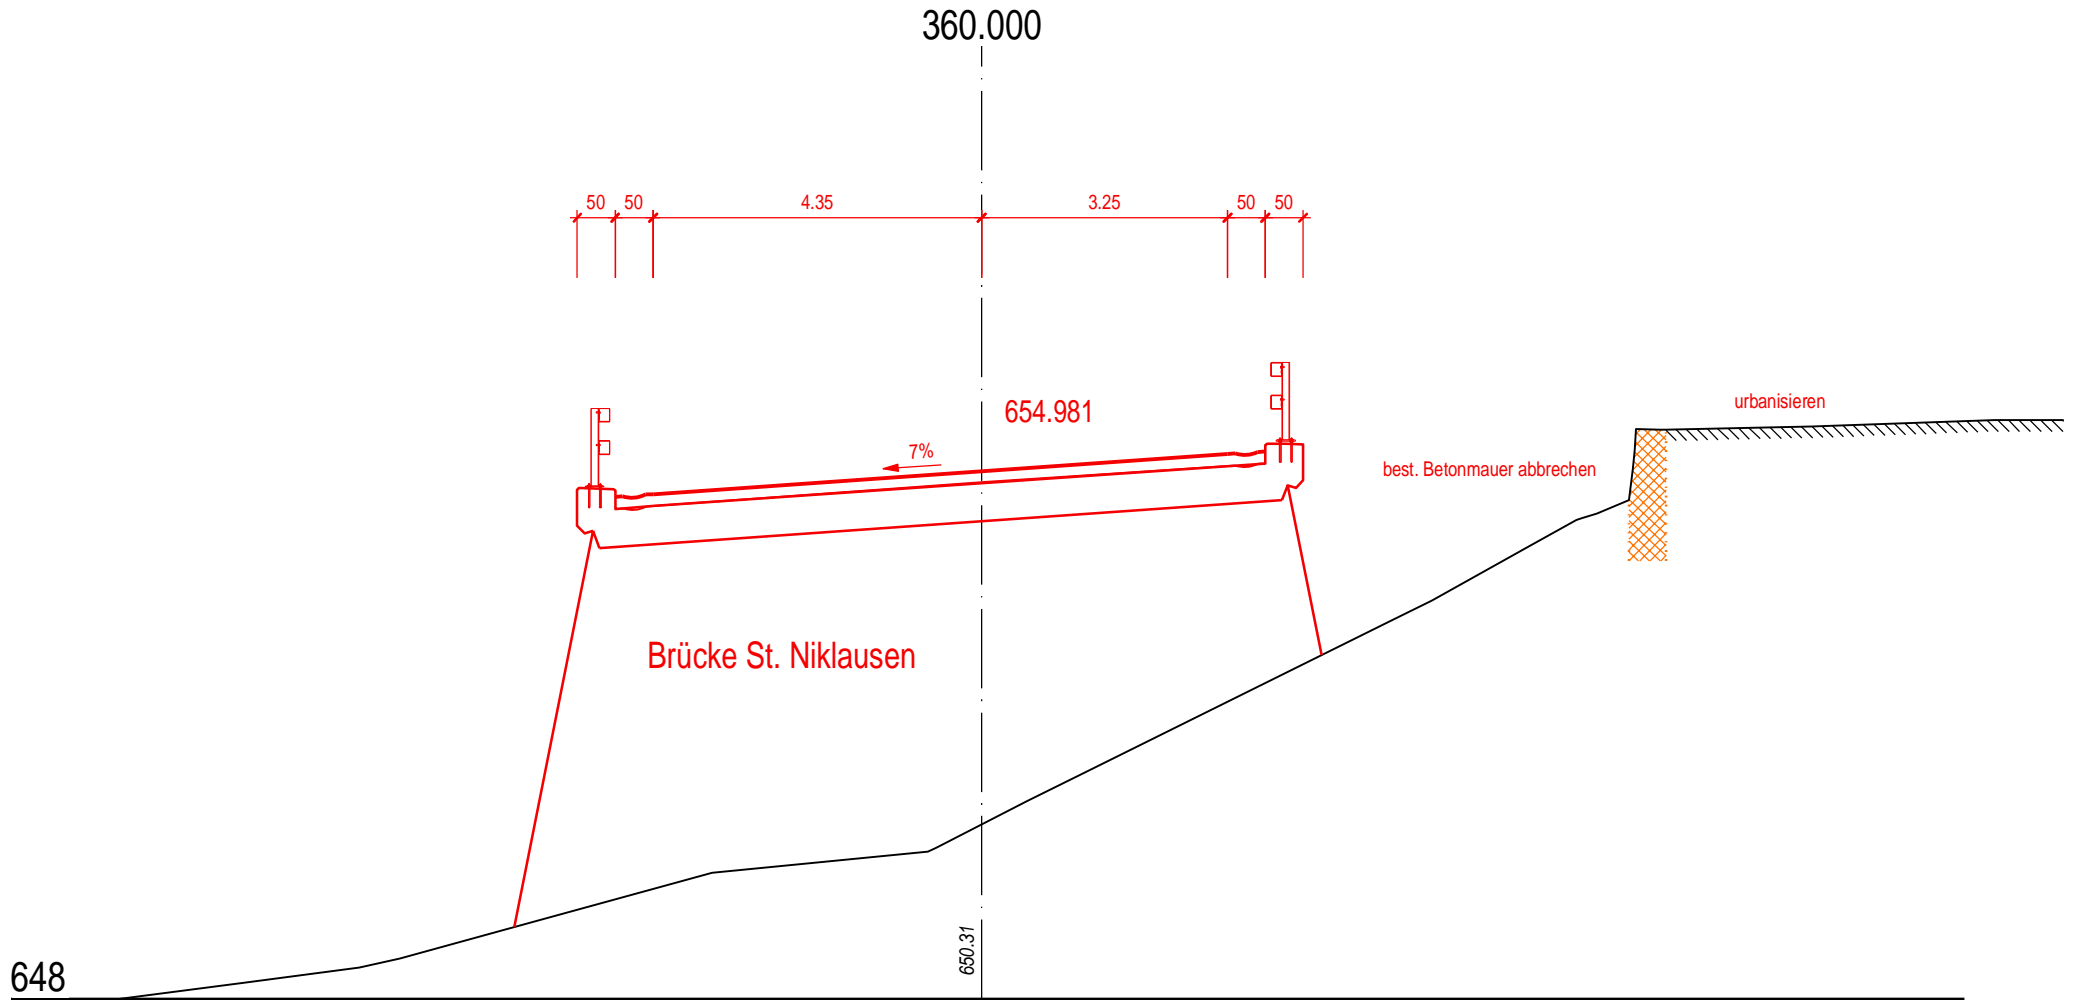 360.000
50 50 4.35 3.25 50 50
654.981
urbanisieren
7%
best. Betonmauer abbrechen
Brücke St. Niklausen
650.31
648